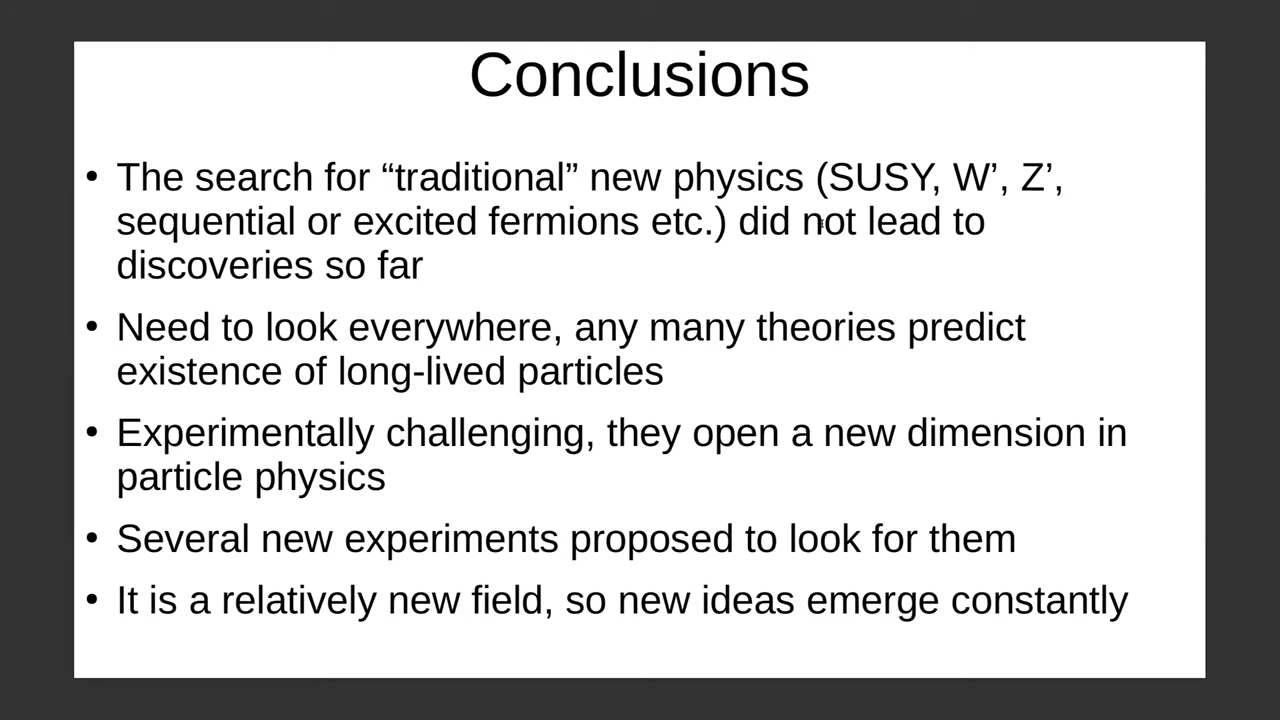 Conclusions
• The search for “traditional” new physics (SUSY, W’, Z’,
sequential or excited fermions etc.) did not lead to
discoveries so far
• Need to look everywhere, any many theories predict
existence of long-lived particles
• Experimentally challenging, they open a new dimension in
particle physics
• Several new experiments proposed to look for them
• It is a relatively new field, so new ideas emerge constantly